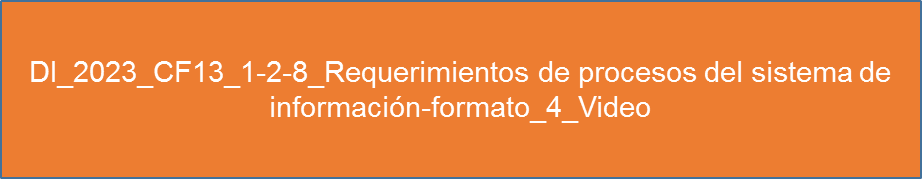 DI_2023_CF13_1-2-8_Requerimientos de procesos del sistema de
información-formato_4_Video